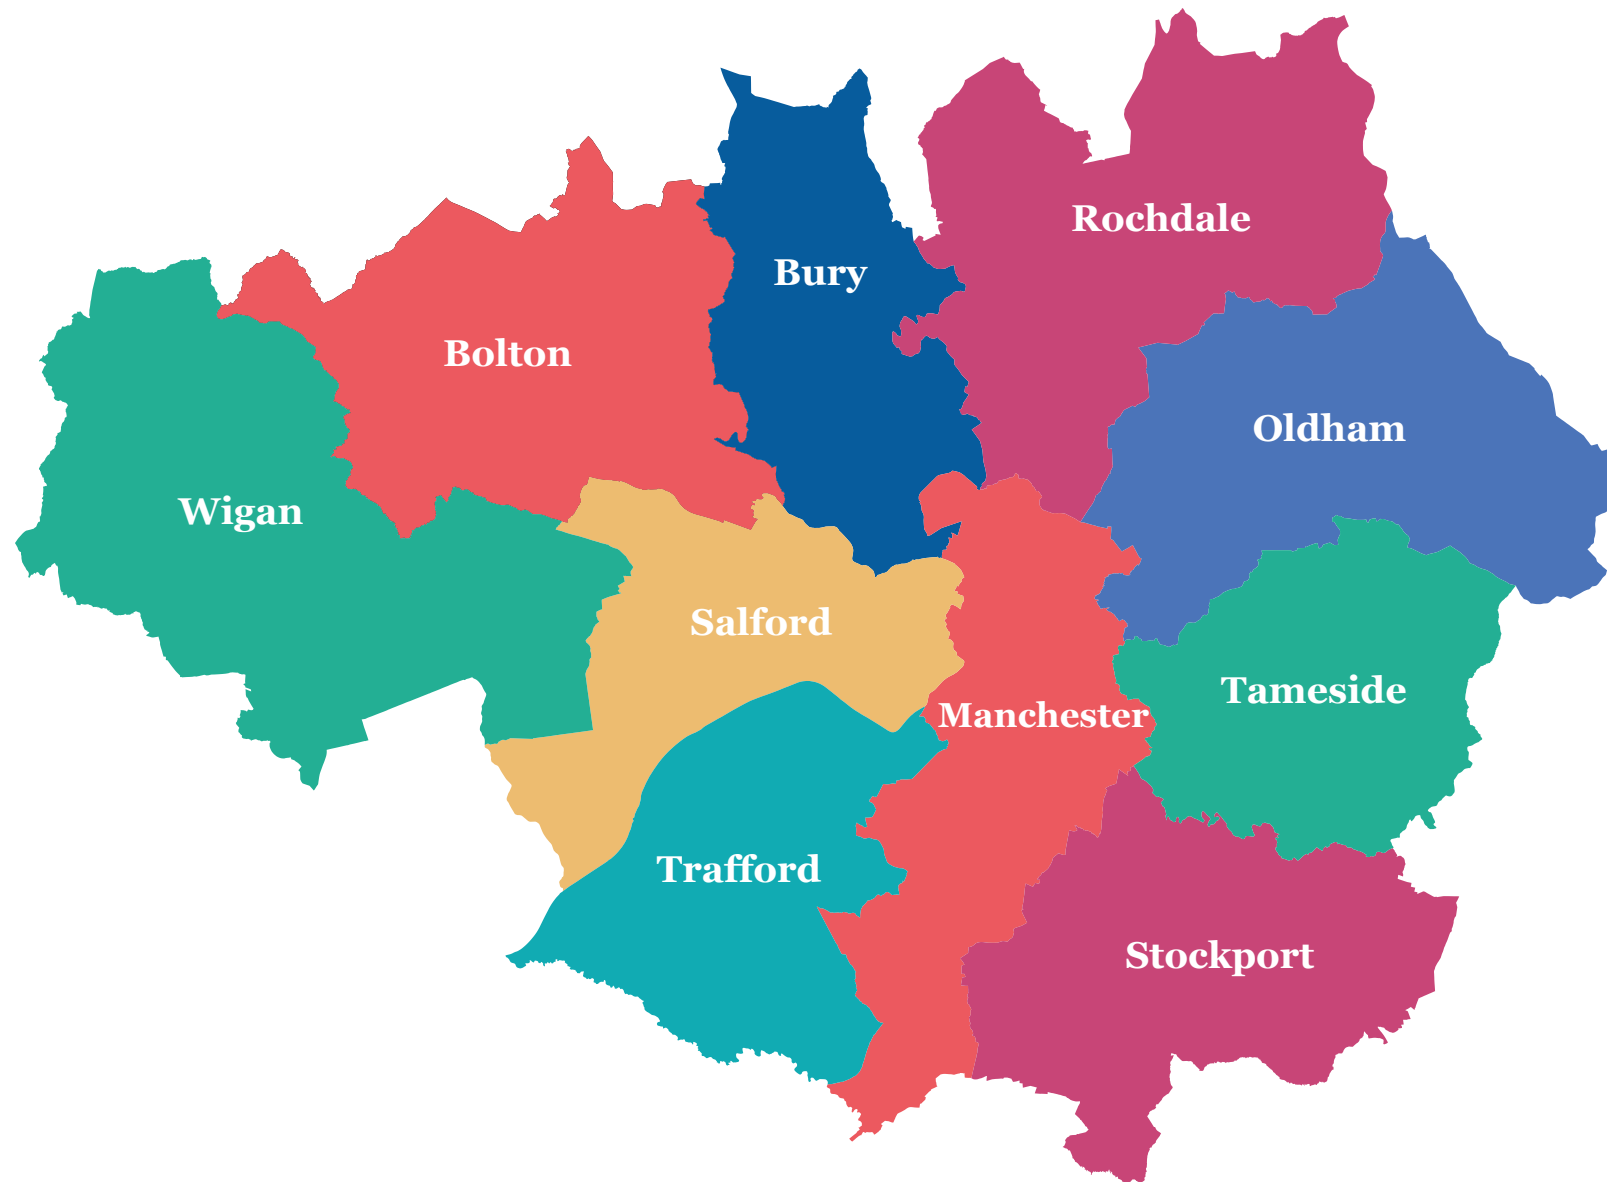 Rochdale
Bury
Bolton
Oldham
Wigan
Salford
Tameside
Manchester
Trafford
Stockport